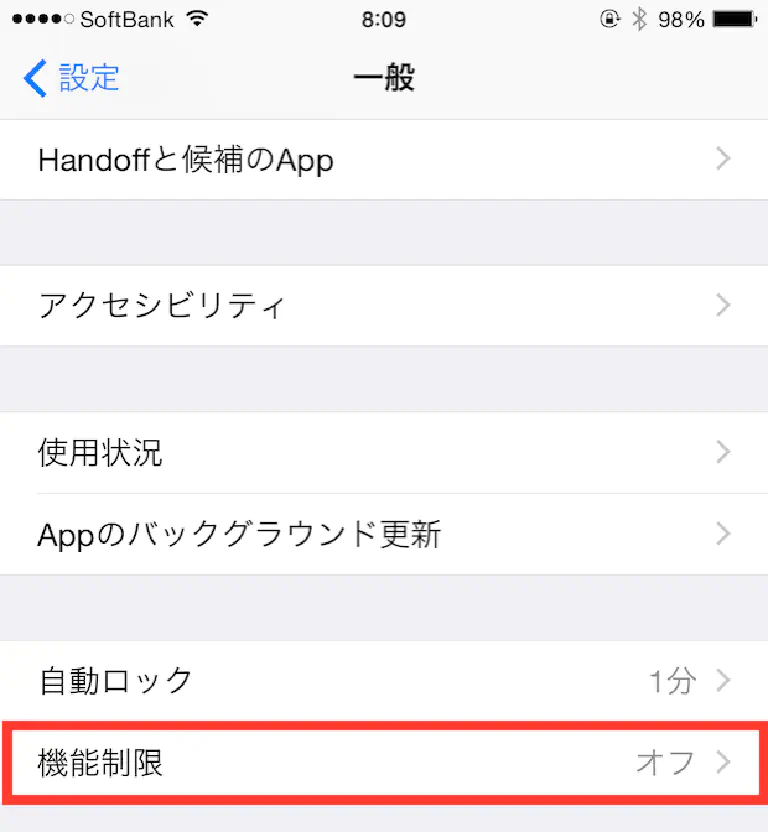 SoftBank 8:09 98%
設定 一般
Handoffと候補のApp
アクセシビリティ
使用状況
Appのバックグラウンド更新
自動ロック 1分
機能制限 オフ